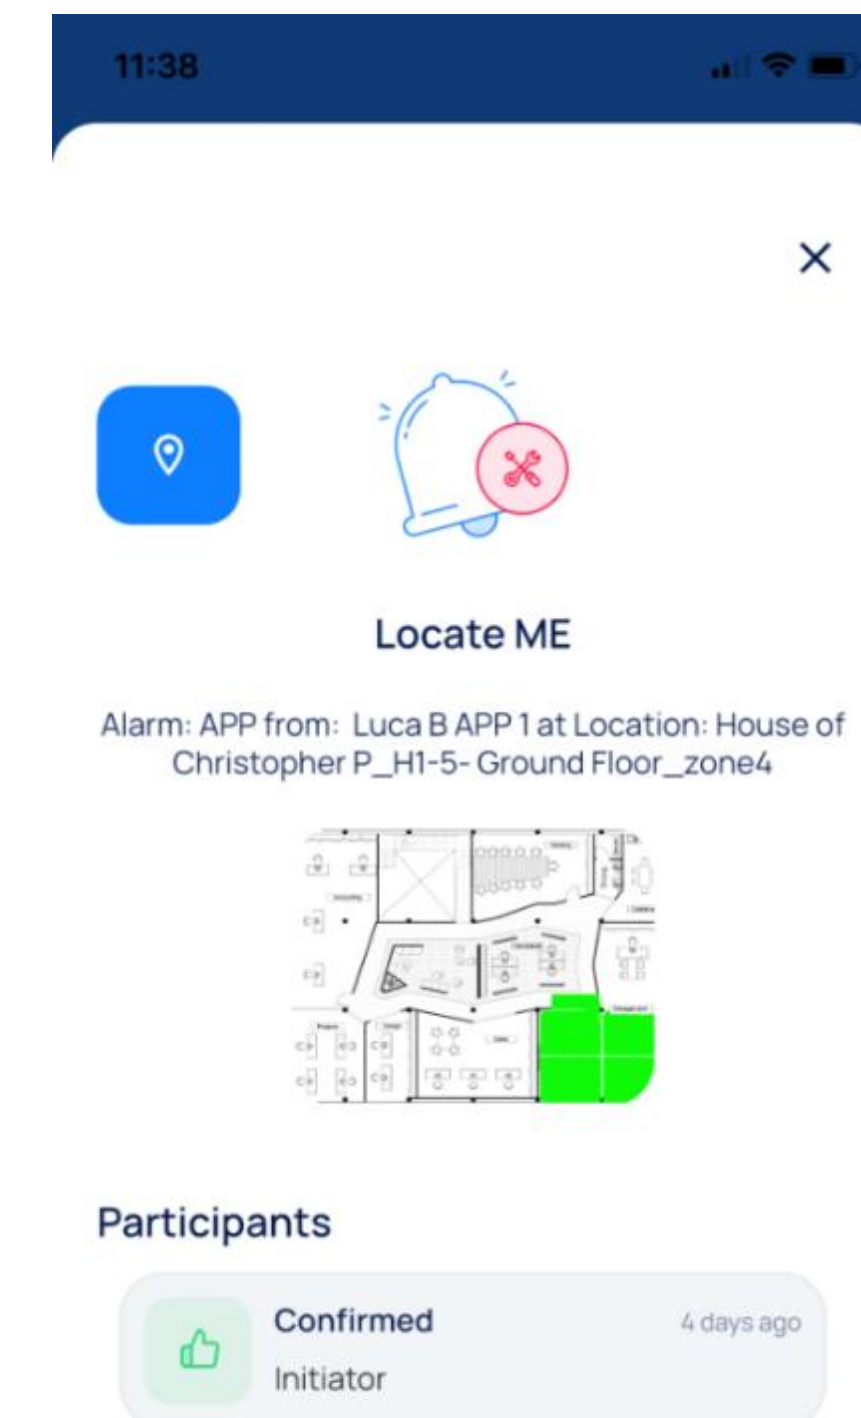 11:38
Locate ME
Alarm: APP from: Luca B APP 1 at Location: House of
Christopher P_H1-5- Ground Floor_zone4
Participants
Confirmed
4 days ago
Initiator